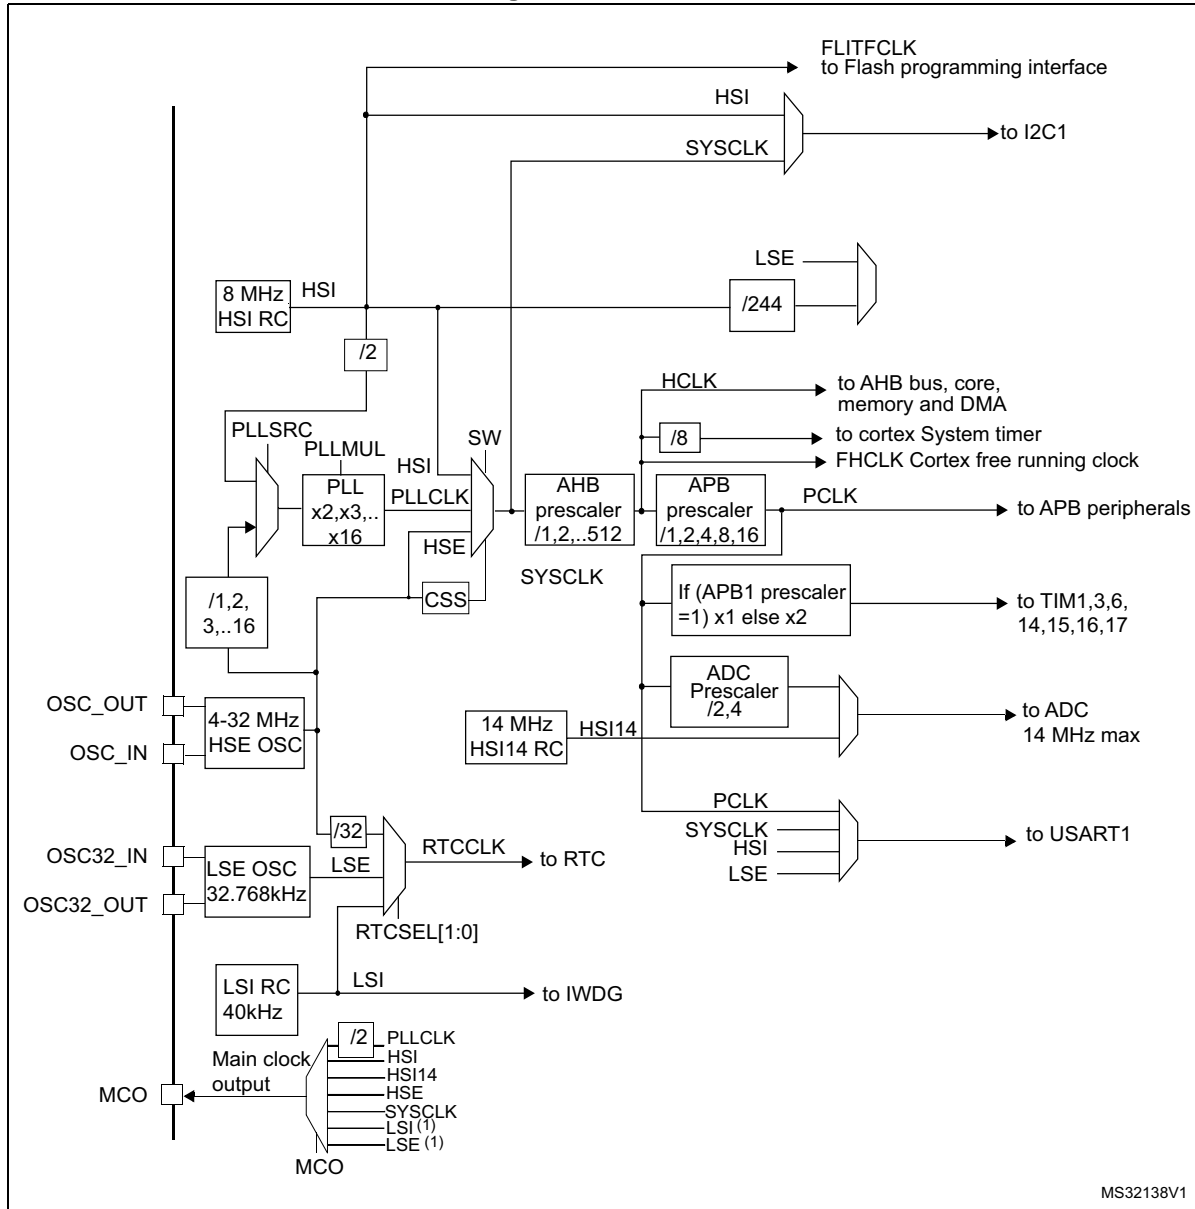 FLITFCLK
to Flash programming interface
HSI
to I2C1
SYSCLK
LSE
8 MHz
HSI RC
HSI
/244
/2
HCLK
to AHB bus, core,
memory and DMA
PLLSRC
PLLMUL
SW
/8
to cortex System timer
HSI
FHCLK Cortex free running clock
PLL
x2,x3,..
x16
PLLCLK
AHB
prescaler
/1,2,..512
APB
prescaler
/1,2,4,8,16
PCLK
to APB peripherals
HSE
SYSCLK
/1,2,
3,..16
CSS
If (APB1 prescaler
=1) x1 else x2
to TIM1,3,6,
14,15,16,17
ADC
Prescaler
/2,4
OSC_OUT
4-32 MHz
HSE OSC
OSC_IN
14 MHz
HSI14 RC
HSI14
to ADC
14 MHz max
PCLK
SYSCLK
HSI
LSE
to USART1
/32
OSC32_IN
LSE OSC
32.768kHz
LSE
RTCCLK
to RTC
OSC32_OUT
RTCSEL[1:0]
LSI RC
40kHz
LSI
to IWDG
/2
PLLCLK
HSI
HSI14
HSE
SYSCLK
LSI (1)
LSE (1)
Main clock
output
MCO
MCO
MS32138V1